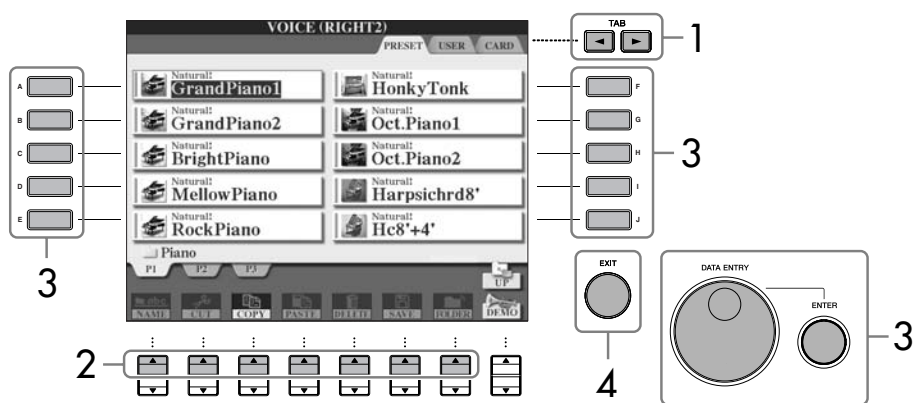 VOICE (RIGHT2)
PRESET USER CARD
TAB
1
A
Natural!
GrandPiano1
Natural!
HonkyTonk
F
B
Natural!
GrandPiano2
Natural!
Oct.Piano1
G
C
Natural!
BrightPiano
Natural!
Oct.Piano2
H
3
D
Natural!
MellowPiano
Natural!
Harpsichrd8'
I
E
Natural!
RockPiano
Natural!
Hc8'+4'
J
3
Piano
P1 P2 P3
UP
NAME CUT COPY PASTE DELETE SAVE FOLDER DEMO
2
EXIT
4
DATA ENTRY
ENTER
3